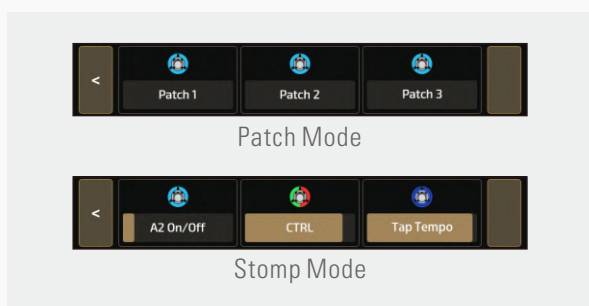 <
Patch 1
Patch 2
Patch 3
Patch Mode
<
A2 On/Off
CTRL
Tap Tempo
Stomp Mode